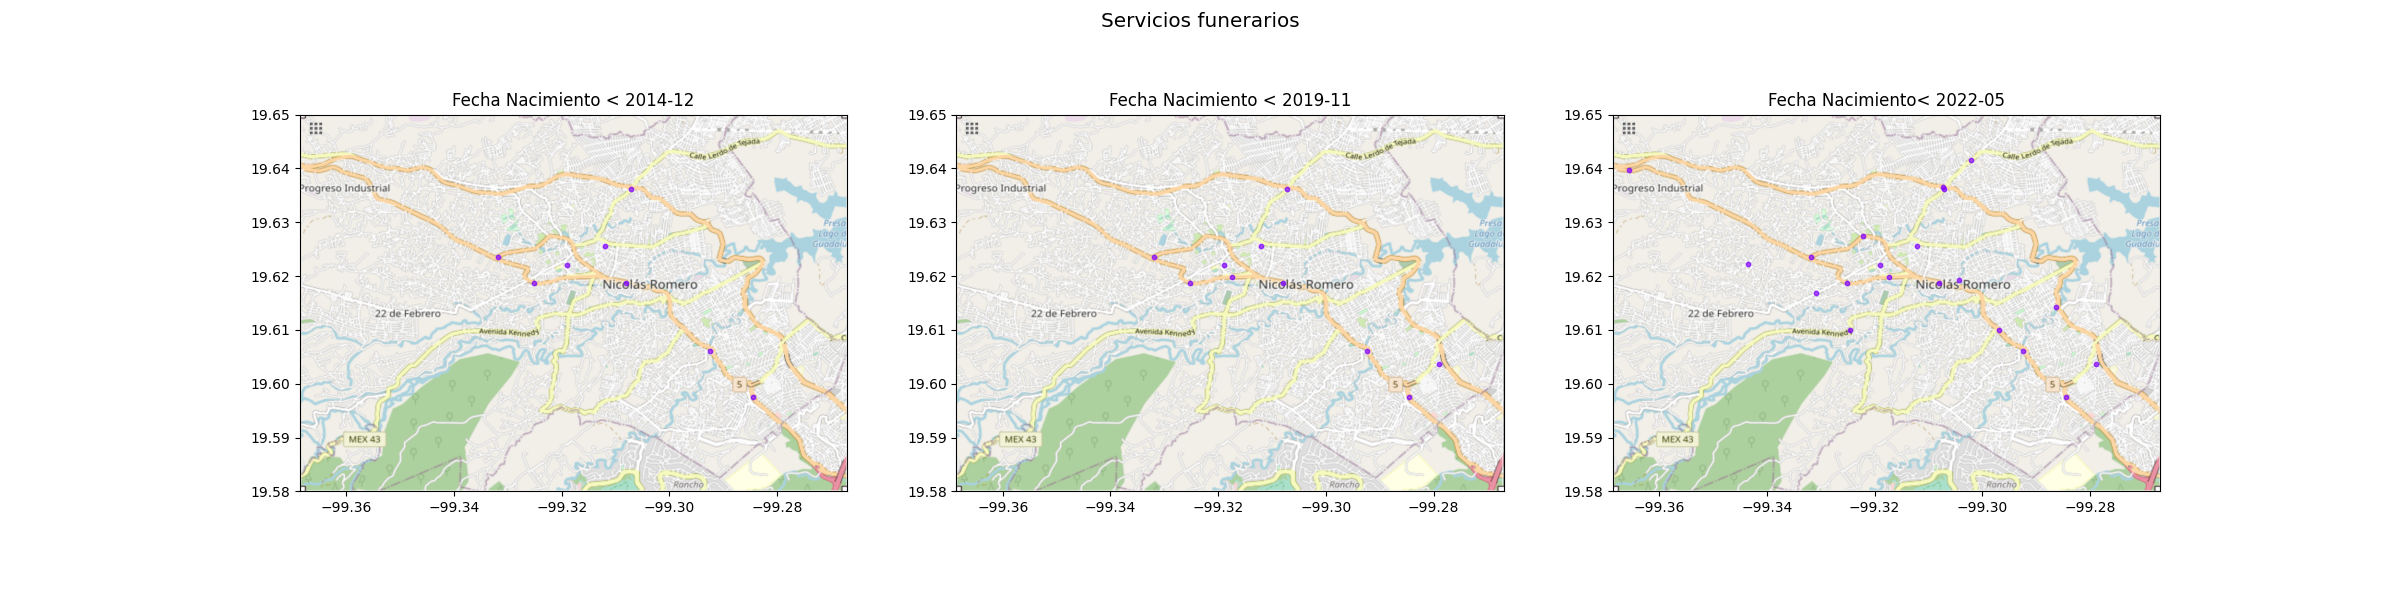 Servicios funerarios
Fecha Nacimiento < 2014-12
19.65
19.64
19.63
19.62
19.61
19.60
19.59
19.58
−99.36
−99.34
−99.32
−99.30
−99.28
Calle Lerdo de Tejada
Progreso Industrial
Presa
Lago d
Guadalu
Nicolás Romero
22 de Febrero
Avenida Kennedy
5
MEX 43
Rancho
Fecha Nacimiento < 2019-11
19.65
19.64
19.63
19.62
19.61
19.60
19.59
19.58
−99.36
−99.34
−99.32
−99.30
−99.28
Calle Lerdo de Tejada
Progreso Industrial
Presa
Lago d
Guadalu
Nicolás Romero
22 de Febrero
Avenida Kennedy
5
MEX 43
Rancho
Fecha Nacimiento< 2022-05
19.65
19.64
19.63
19.62
19.61
19.60
19.59
19.58
−99.36
−99.34
−99.32
−99.30
−99.28
Calle Lerdo de Tejada
Progreso Industrial
Presa
Lago d
Guadalu
Nicolás Romero
22 de Febrero
Avenida Kenned
5
MEX 43
Rancho